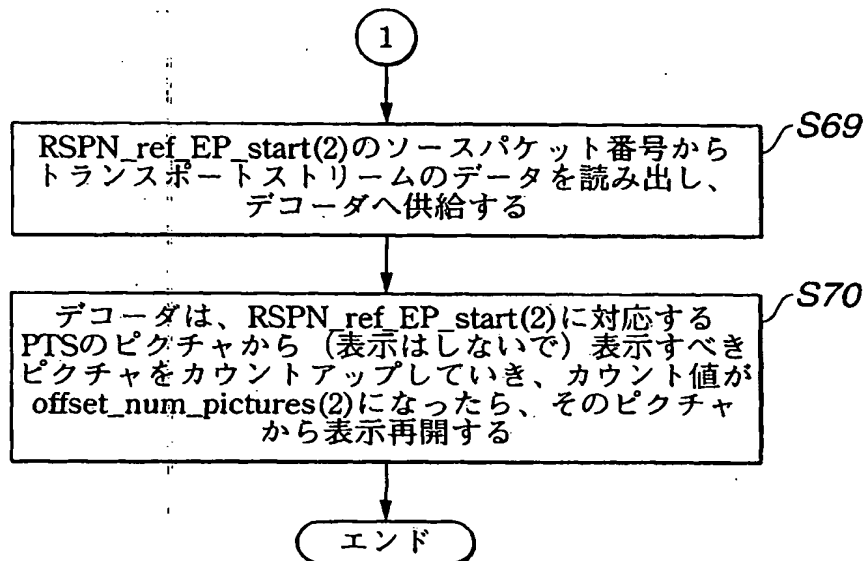 1
S69
RSPN_ref_EP_start(2)のソースパケット番号から
トランスポートストリームのデータを読み出し、
デコーダへ供給する
S70
デコーダは、RSPN_ref_EP_start(2)に対応する
PTSのピクチャから（表示はしないで）表示すべき
ピクチャをカウントアップしていき、カウント値が
offset_num_pictures(2)になったら、そのピクチャ
から表示再開する
エンド